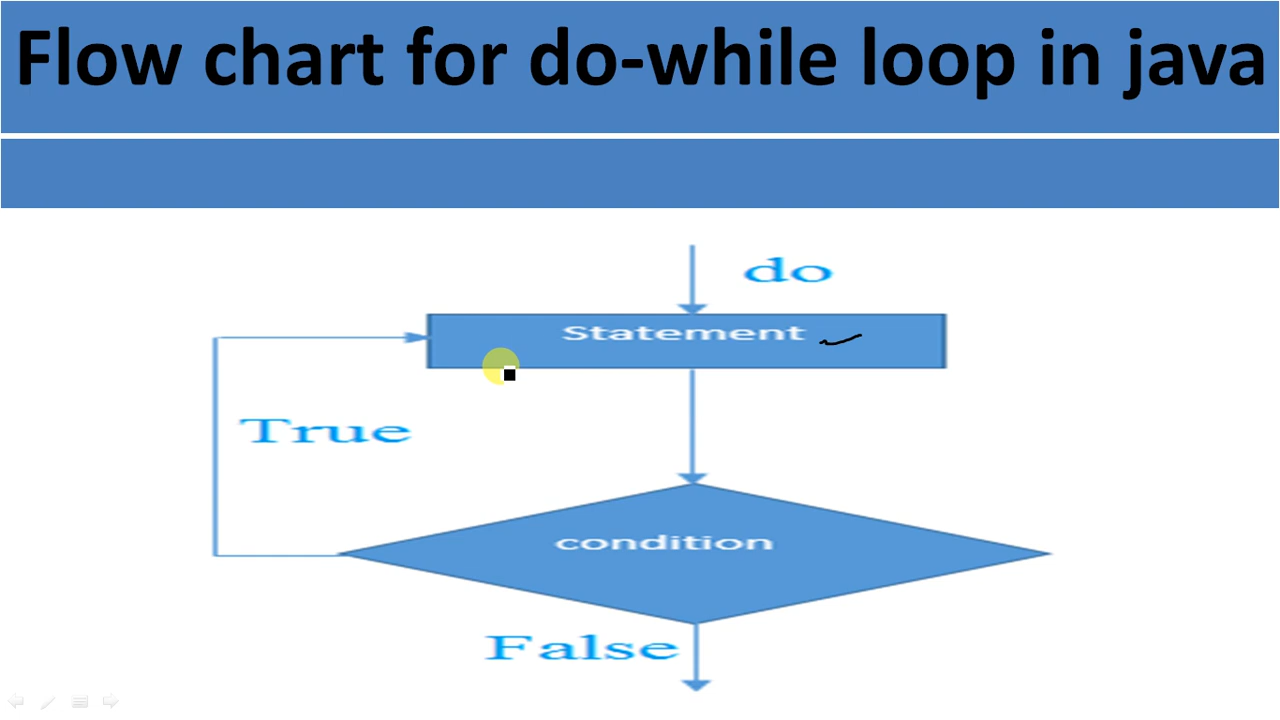 Flow chart for do-while loop in java
do
Statement
True
condition
False